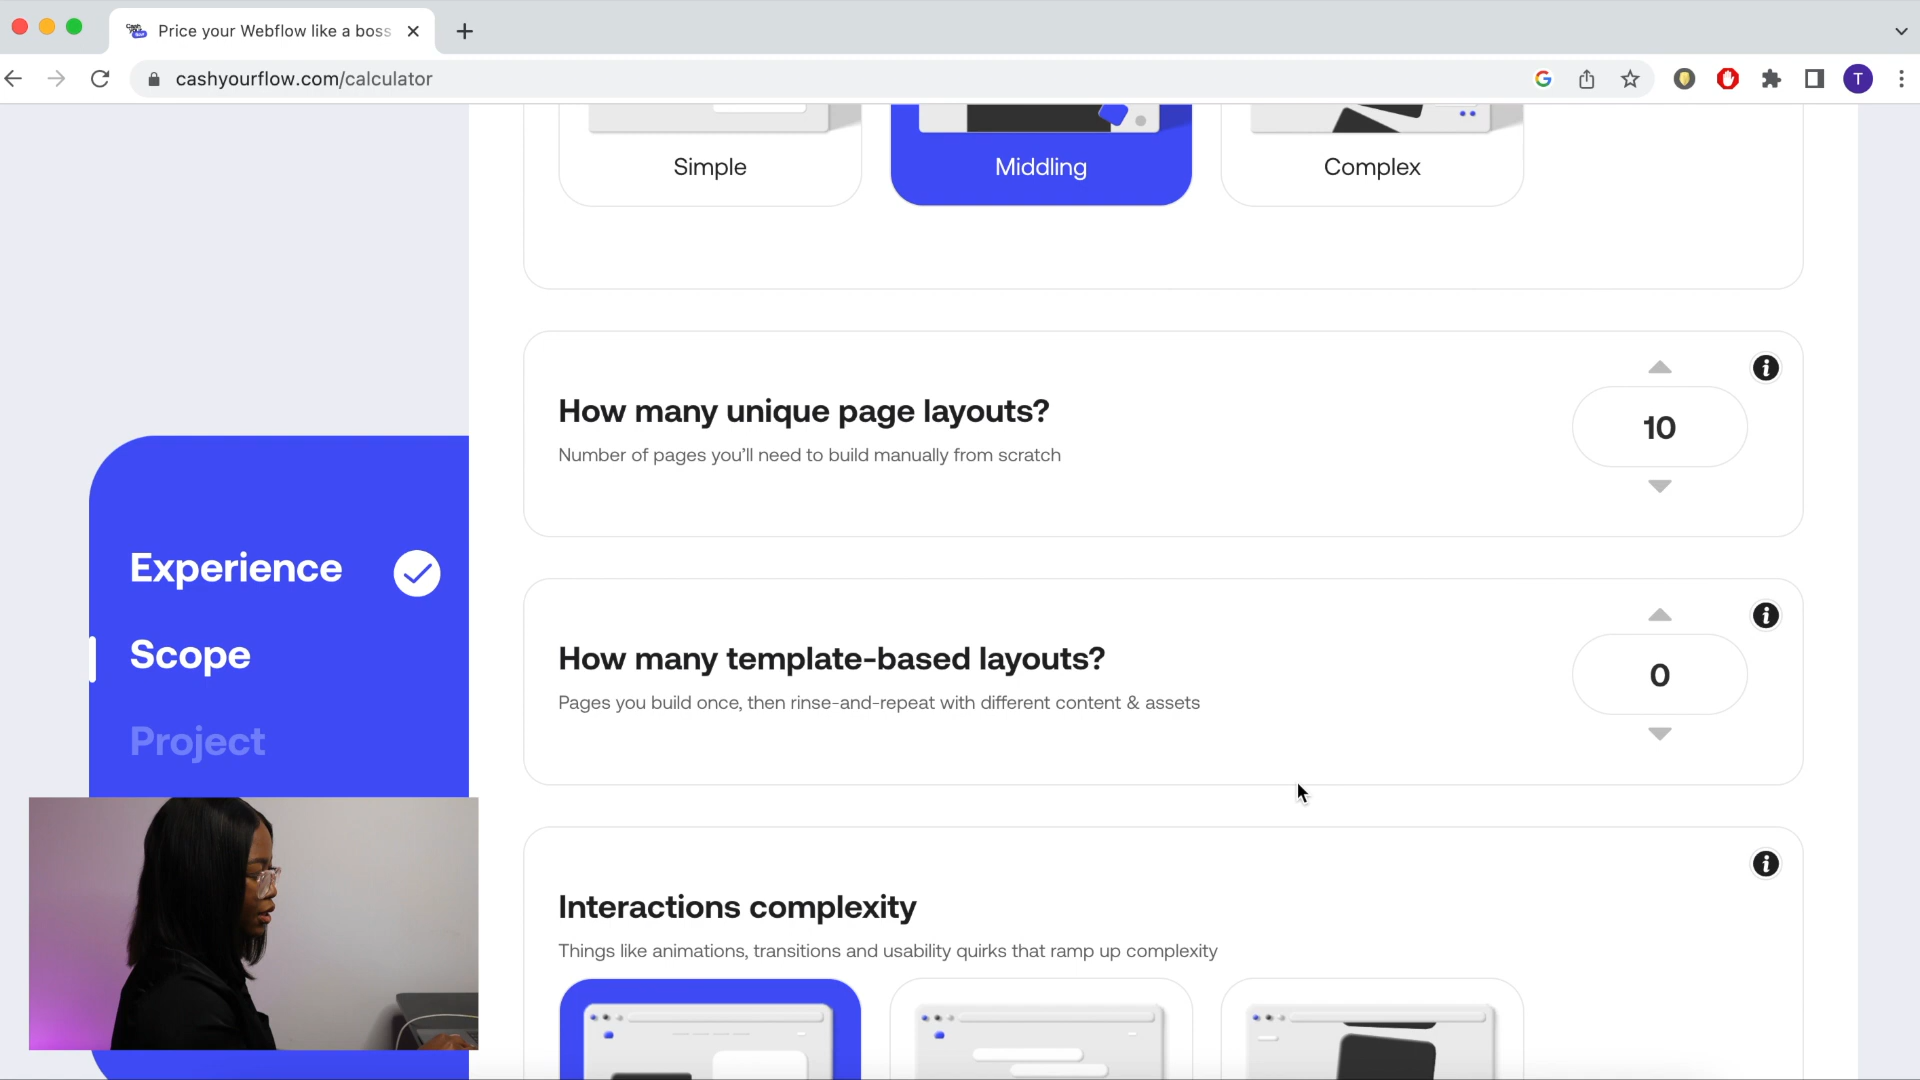 Price your Webflow like a boss
cashyourflow.com/calculator
T
Simple
Middling
Complex
How many unique page layouts?
Number of pages you'll need to build manually from scratch
10
Experience
Scope
Project
How many template-based layouts?
Pages you build once, then rinse-and-repeat with different content & assets
0
Interactions complexity
Things like animations, transitions and usability quirks that ramp up complexity